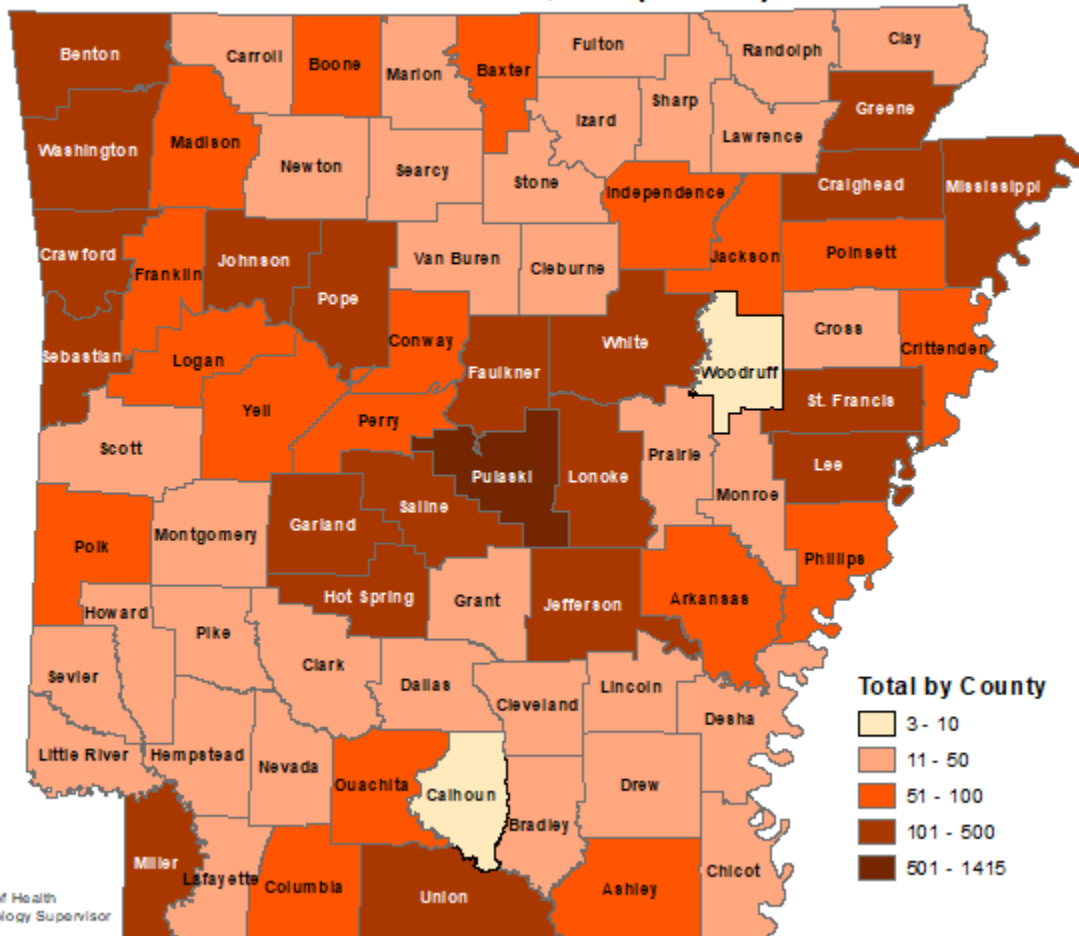 Benton
Carroll
Boone
Marion
Baxter
Fulton
Randolph
Clay
Sharp
Izard
Greene
Lawrence
Washington
Madison
Newton
Searcy
Stone
Independence
Craighead
Mississippi
Crawford
Franklin
Johnson
Pope
Van Buren
Cleburne
Jackson
Poinsett
Sebastian
Logan
Conway
Faulkner
White
Woodruff
Cross
Crittenden
Yell
Perry
St. Francis
Scott
Pulaski
Lonoke
Prairie
Monroe
Lee
Polk
Montgomery
Garland
Saline
Phillips
Howard
Pike
Hot Spring
Grant
Jefferson
Arkansas
Sevier
Clark
Dallas
Cleveland
Lincoln
Desha
Little River
Hempstead
Nevada
Ouachita
Calhoun
Bradley
Drew
Miller
Lafayette
Columbia
Union
Ashley
Chicot
Total by County
3 - 10
11 - 50
51 - 100
101 - 500
501 - 1415
of Health
ology Supervisor